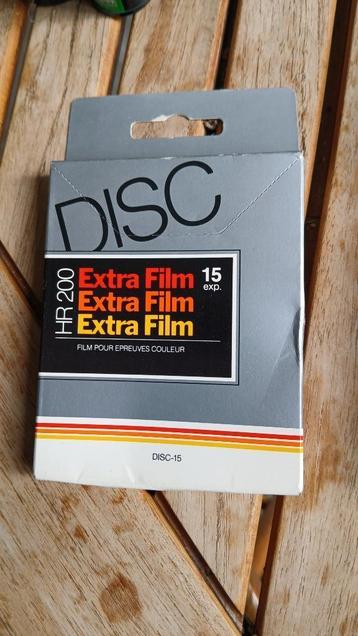 DISC
HR 200
Extra Film
Extra Film
Extra Film
15
exp.
FILM POUR EPREUVES COULEUR
DISC-15